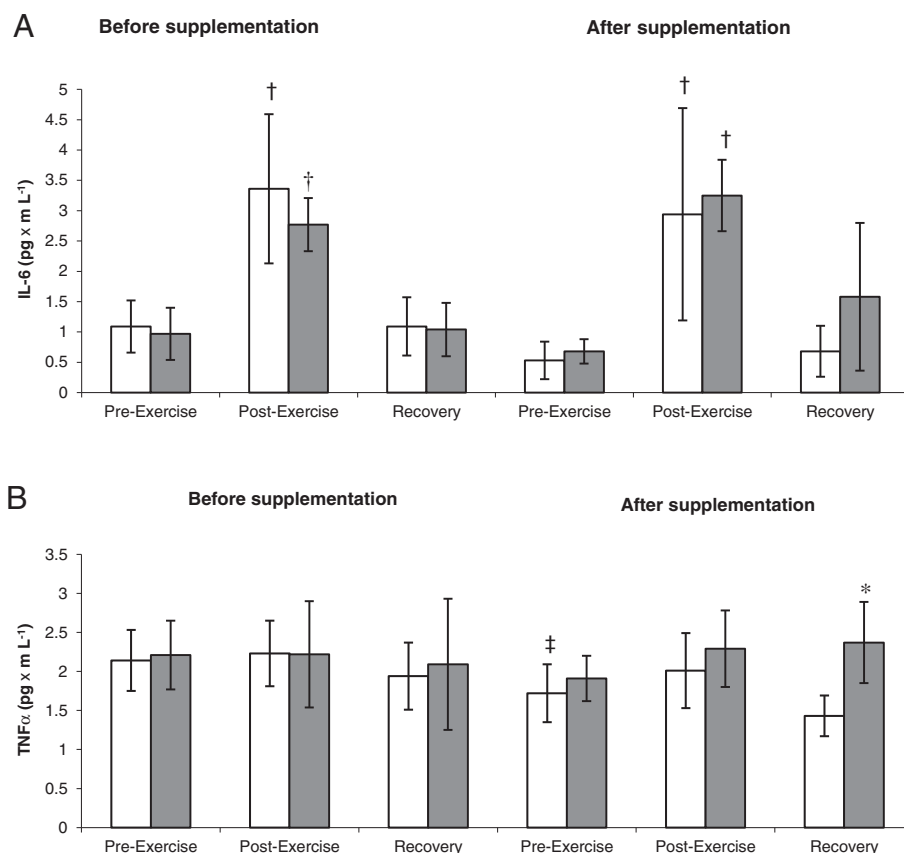 A
Before supplementation
After supplementation
† † † †
5
4.5
4
3.5
3
2.5
2
1.5
1
0.5
0
IL-6 (pg x m L-1)
Pre-Exercise Post-Exercise Recovery Pre-Exercise Post-Exercise Recovery
B
Before supplementation
After supplementation
‡ *
3.5
3
2.5
2
1.5
1
0.5
0
TNFα (pg x m L-1)
Pre-Exercise Post-Exercise Recovery Pre-Exercise Post-Exercise Recovery